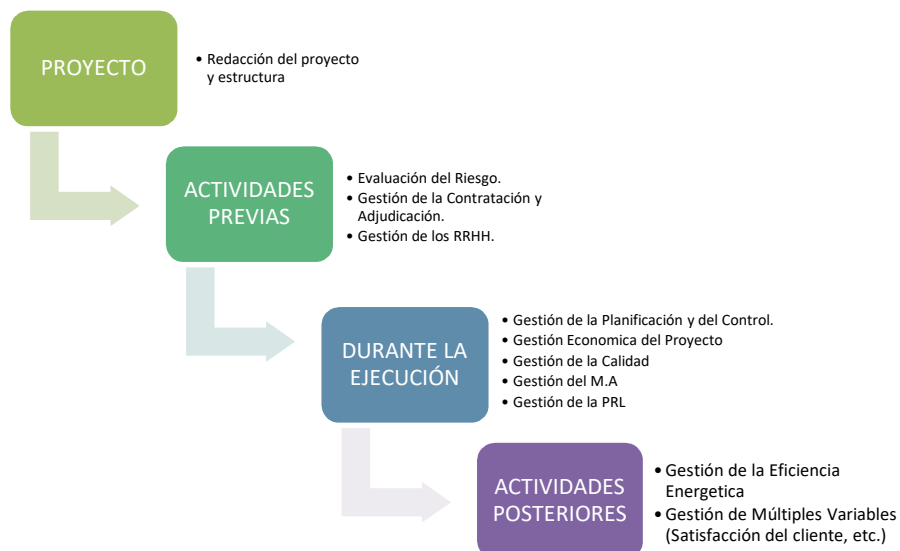 PROYECTO
• Redacción del proyecto
y estructura
ACTIVIDADES
PREVIAS
• Evaluación del Riesgo.
• Gestión de la Contratación y
Adjudicación.
• Gestión de los RRHH.
DURANTE LA
EJECUCIÓN
• Gestión de la Planificación y del Control.
• Gestión Economica del Proyecto
• Gestión de la Calidad
• Gestión del M.A
• Gestión de la PRL
ACTIVIDADES
POSTERIORES
• Gestión de la Eficiencia
Energetica
• Gestión de Múltiples Variables
(Satisfacción del cliente, etc.)